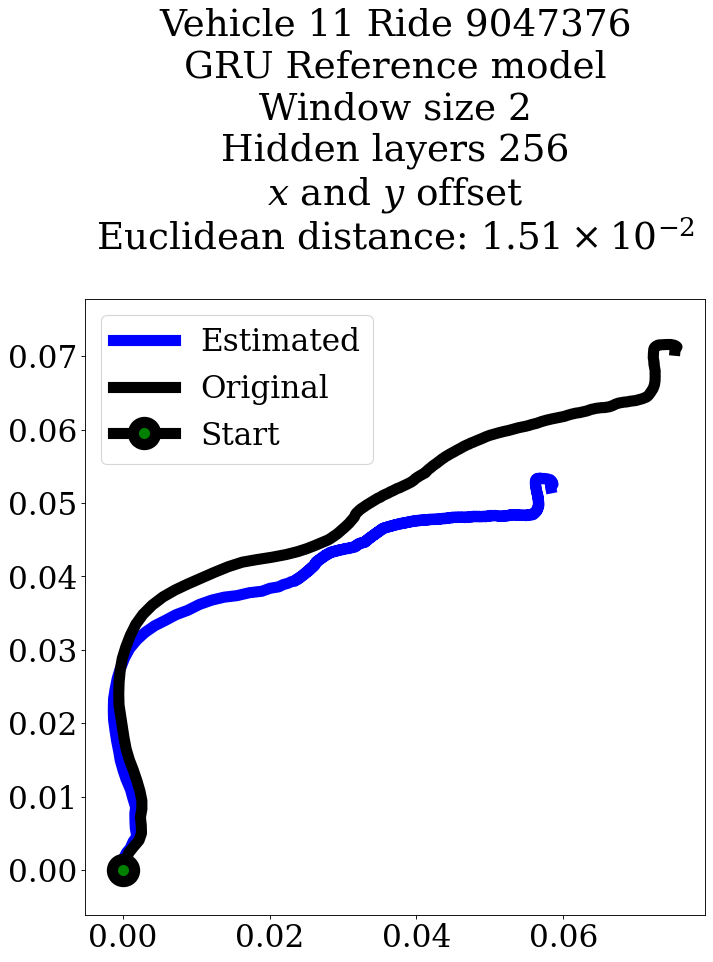 Vehicle 11 Ride 9047376
GRU Reference model
Window size 2
Hidden layers 256
x and y offset
Euclidean distance: 1.51 × 10⁻²
Estimated
Original
Start
0.07
0.06
0.05
0.04
0.03
0.02
0.01
0.00
0.00 0.02 0.04 0.06